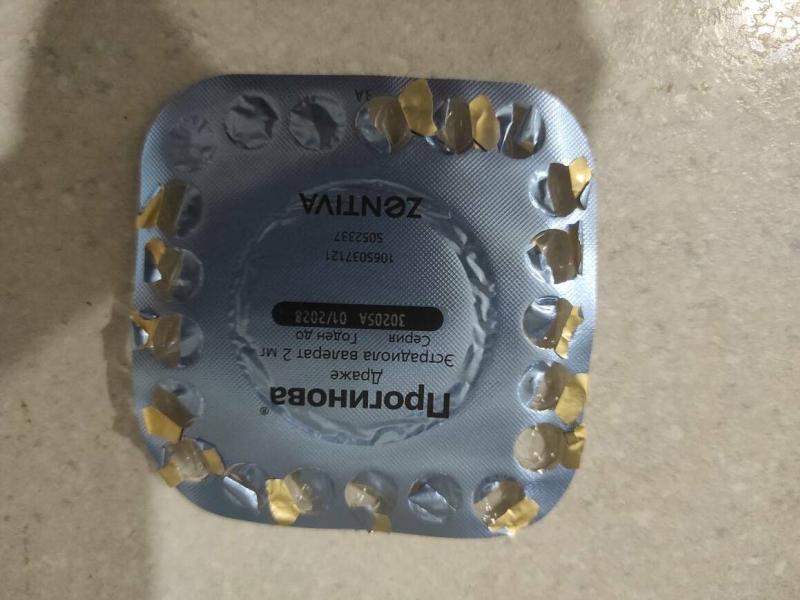 Прогинова®
Драже
Эстрадиола валерат 2 мг
Серия Годен до
30205A 01/2028
1065037121
5052337
ZENTIVA